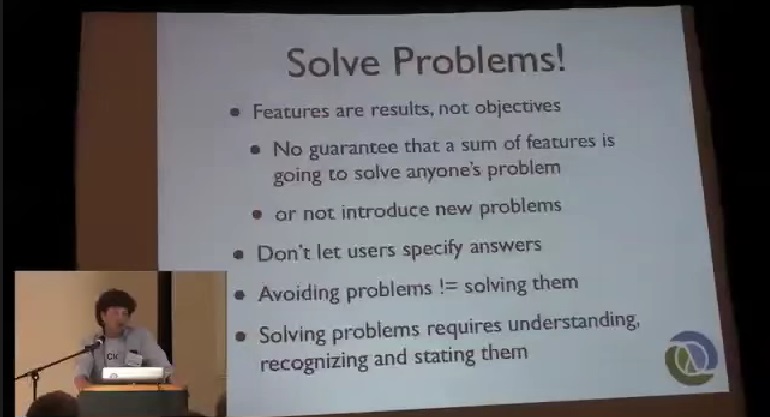 Solve Problems!
• Features are results, not objectives
• No guarantee that a sum of features is
going to solve anyone's problem
• or not introduce new problems
• Don't let users specify answers
• Avoiding problems != solving them
• Solving problems requires understanding,
recognizing and stating them